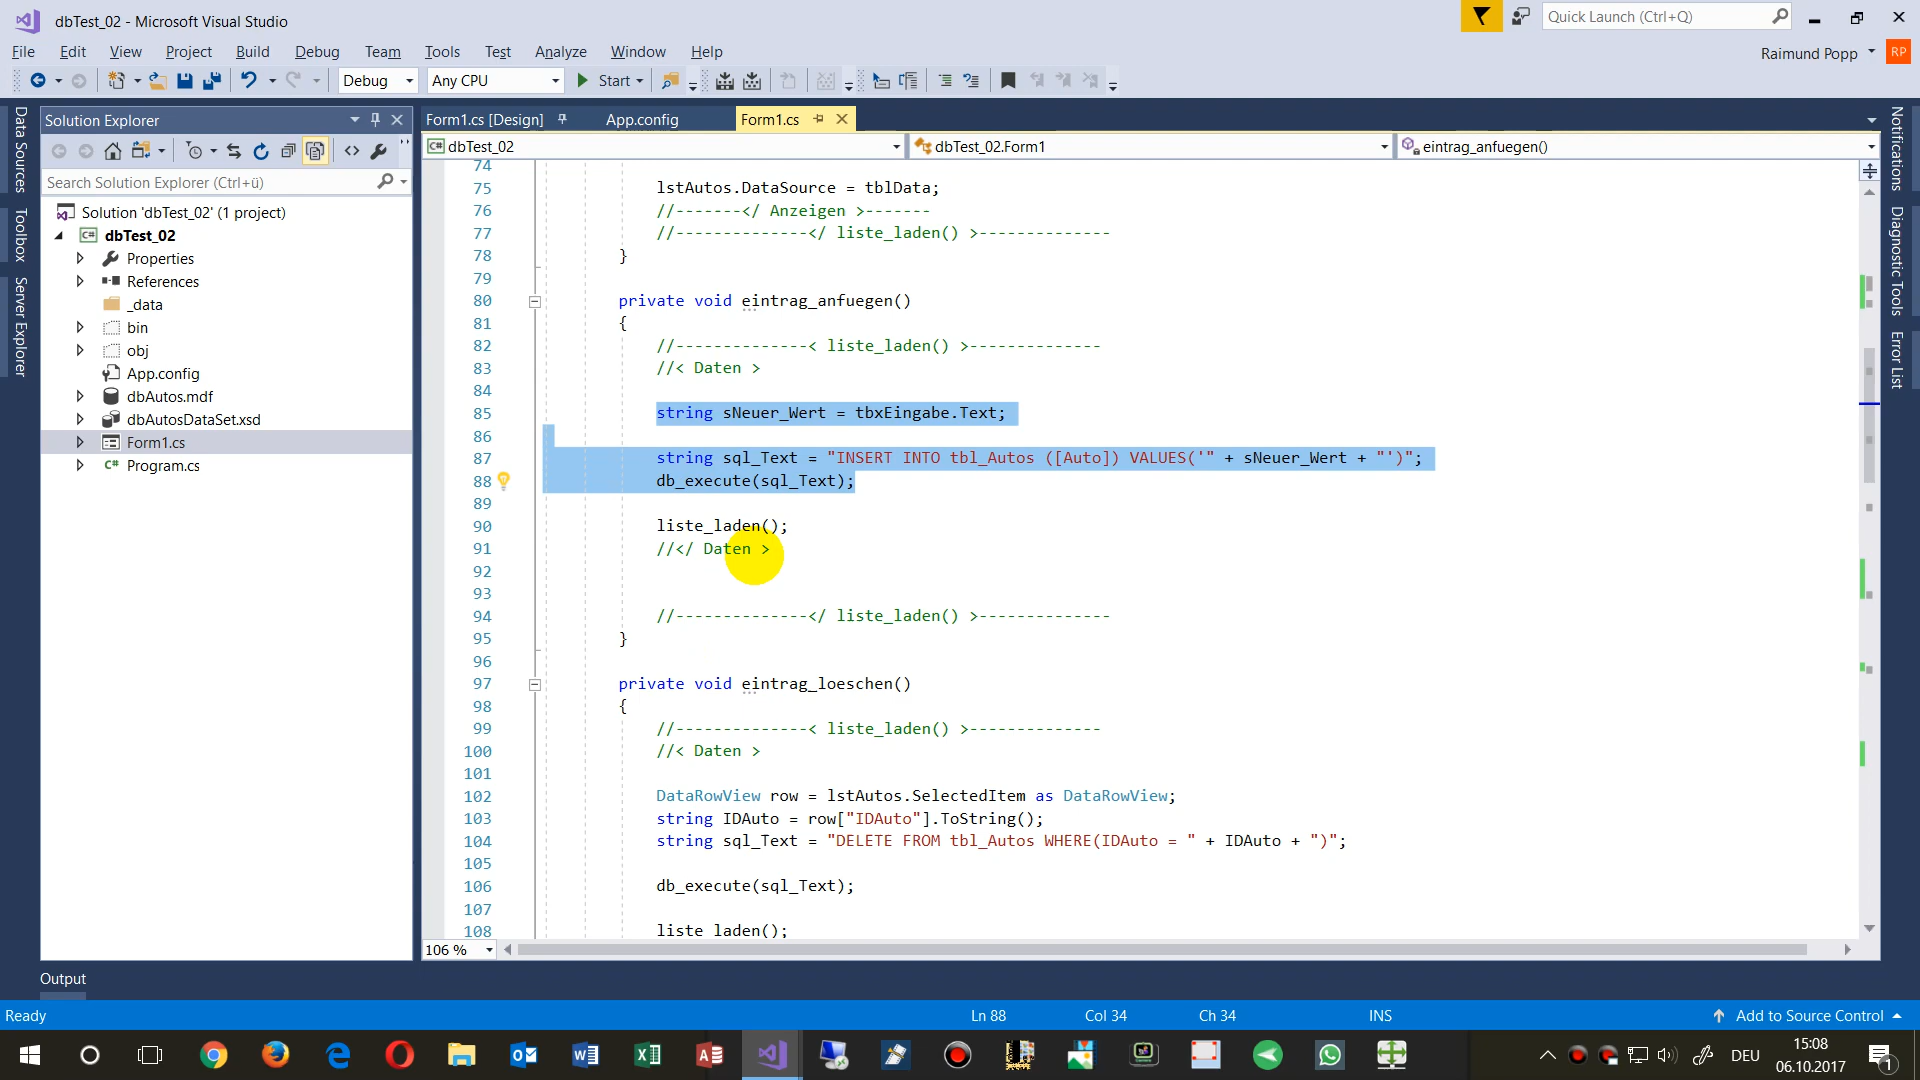 dbTest_02 - Microsoft Visual Studio
Quick Launch (Ctrl+Q)
File Edit View Project Build Debug Team Tools Test Analyze Window Help
Raimund Popp RP
Debug Any CPU Start
Data Sources
Toolbox
Server Explorer
Solution Explorer
Search Solution Explorer (Ctrl+ü)
Solution 'dbTest_02' (1 project)
dbTest_02
Properties
References
_data
bin
obj
App.config
dbAutos.mdf
dbAutosDataSet.xsd
Form1.cs
Program.cs
Form1.cs [Design] App.config Form1.cs
dbTest_02 dbTest_02.Form1 eintrag_anfuegen()
74
75 lstAutos.DataSource = tblData;
76 //-------</ Anzeigen >-------
77 //--------------</ liste_laden() >--------------
78 }
79
80 private void eintrag_anfuegen()
81 {
82 //--------------< liste_laden() >--------------
83 //< Daten >
84
85 string sNeuer_Wert = tbxEingabe.Text;
86
87 string sql_Text = "INSERT INTO tbl_Autos ([Auto]) VALUES('" + sNeuer_Wert + "')";
88 db_execute(sql_Text);
89
90 liste_laden();
91 //</ Daten >
92
93
94 //--------------</ liste_laden() >--------------
95 }
96
97 private void eintrag_loeschen()
98 {
99 //--------------< liste_laden() >--------------
100 //< Daten >
101
102 DataRowView row = lstAutos.SelectedItem as DataRowView;
103 string IDAuto = row["IDAuto"].ToString();
104 string sql_Text = "DELETE FROM tbl_Autos WHERE(IDAuto = " + IDAuto + ")";
105
106 db_execute(sql_Text);
107
108 liste_laden();
106 %
Notifications
Diagnostic Tools
Error List
Output
Ready Ln 88 Col 34 Ch 34 INS Add to Source Control
DEU
15:08
06.10.2017
1